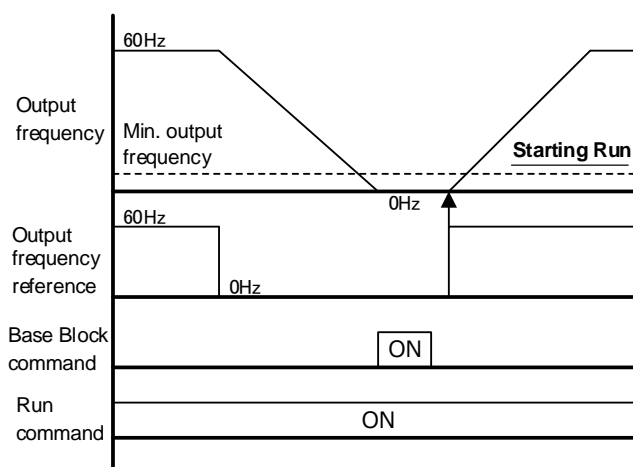 60Hz
Output
frequency
Min. output
frequency
Starting Run
0Hz
60Hz
Output
frequency
reference
0Hz
Base Block
command
ON
Run
command
ON